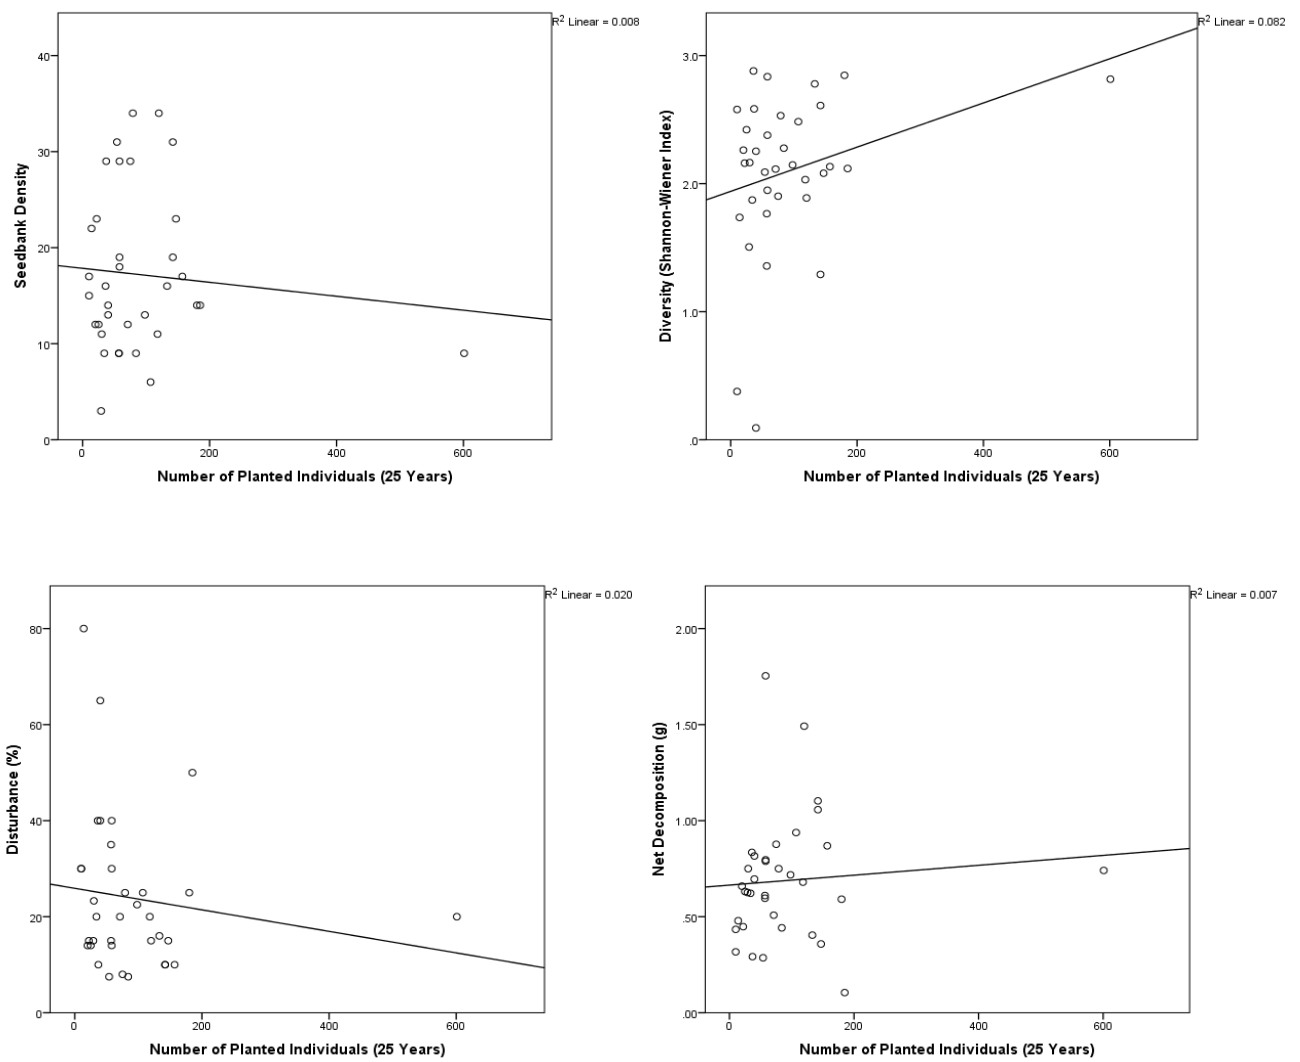 R² Linear = 0.008
40
30
20
10
0
Seedbank Density
0 200 400 600
Number of Planted Individuals (25 Years)
R² Linear = 0.082
3.0
2.0
1.0
.0
Diversity (Shannon-Wiener Index)
0 200 400 600
Number of Planted Individuals (25 Years)
R² Linear = 0.020
80
60
40
20
0
Disturbance (%)
0 200 400 600
Number of Planted Individuals (25 Years)
R² Linear = 0.007
2.00
1.50
1.00
.50
.00
Net Decomposition (g)
0 200 400 600
Number of Planted Individuals (25 Years)